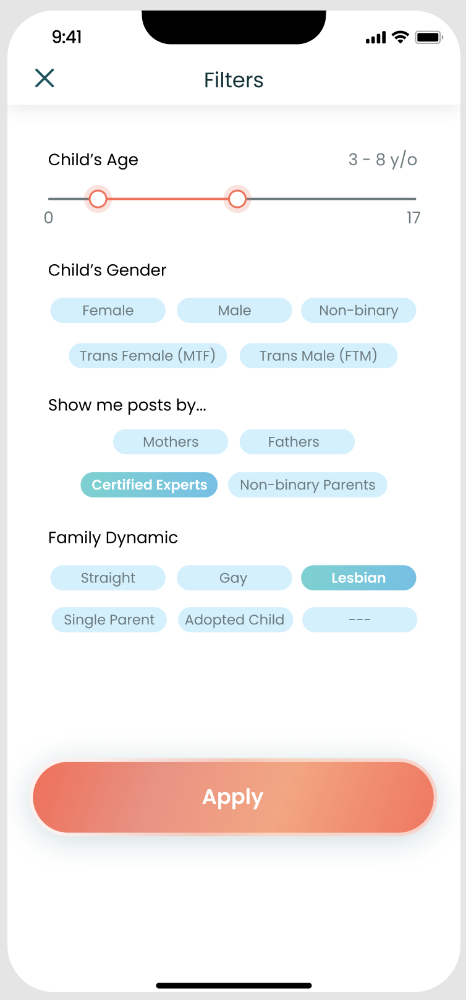 9:41
Filters
Child’s Age 3 - 8 y/o
0 17
Child’s Gender
Female Male Non-binary
Trans Female (MTF) Trans Male (FTM)
Show me posts by...
Mothers Fathers
Certified Experts Non-binary Parents
Family Dynamic
Straight Gay Lesbian
Single Parent Adopted Child ---
Apply